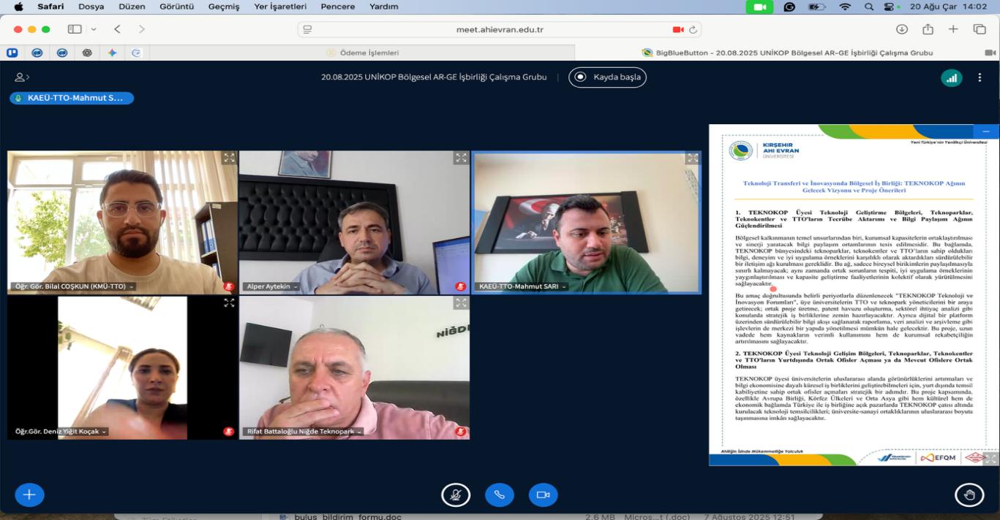 Safari Dosya Düzen Görüntü Geçmiş Yer İşaretleri Pencere Yardım
20 Ağu Çar 14:02
meet.ahievran.edu.tr
Ödeme İşlemleri
BigBlueButton - 20.08.2025 UNİKOP Bölgesel AR-GE İşbirliği Çalışma Grubu
20.08.2025 UNİKOP Bölgesel AR-GE İşbirliği Çalışma Grubu
Kayda başla
KAEÜ-TTO-Mahmut S...
Öğr. Gör. Bilal COŞKUN (KMÜ-TTO)
Alper Aytekin
KAEÜ-TTO-Mahmut SARI
NİĞDE
Öğr.Gör. Deniz Yiğit Koçak
Rifat Battaloğlu Niğde Teknopark
Yeni Türkiye'nin Yenilikçi Üniversitesi
KIRŞEHİR
AHİ EVRAN
ÜNİVERSİTESİ
Teknoloji Transferi ve İnovasyonda Bölgesel İş Birliği: TEKNOKOP Ağının
Gelecek Vizyonu ve Proje Önerileri
1. TEKNOKOP Üyesi Teknoloji Geliştirme Bölgeleri, Teknoparklar,
Teknokentler ve TTO'ların Tecrübe Aktarımı ve Bilgi Paylaşım Ağının
Güçlendirilmesi
Bölgesel kalkınmanın temel unsurlarından biri, kurumsal kapasitelerin ortaklaştırılması
ve sinerji yaratacak bilgi paylaşım ortamlarının tesis edilmesidir. Bu bağlamda,
TEKNOKOP bünyesindeki teknoparklar, teknokentler ve TTO'ların sahip oldukları
bilgi, deneyim ve iyi uygulama örneklerini karşılıklı olarak aktardıkları sürdürülebilir
bir iletişim ağı kurulması gereklidir. Bu ağ, sadece bireysel birikimlerin paylaşılmasıyla
sınırlı kalmayacak; aynı zamanda ortak sorunların tespiti, iyi uygulama örneklerinin
yaygınlaştırılması ve kapasite geliştirme faaliyetlerinin kolektif olarak yürütülmesini
sağlayacaktır.
Bu amaç doğrultusunda belirli periyotlarla düzenlenecek "TEKNOKOP Teknoloji ve
İnovasyon Forumları", üye üniversitelerin TTO ve teknopark yöneticilerini bir araya
getirecek; ortak proje üretme, patent havuzu oluşturma, sektörel ihtiyaç analizi gibi
konularda stratejik iş birliklerine zemin hazırlayacaktır. Ayrıca dijital bir platform
üzerinden sürdürülebilir bilgi akışı sağlanarak raporlama, veri analizi ve arşivleme gibi
işlevlerin de merkezi bir yapıda yönetilmesi mümkün hale gelecektir. Bu proje, uzun
vadede hem kaynakların verimli kullanımını hem de kurumsal rekabetçiliğin
artırılmasını sağlayacaktır.
2. TEKNOKOP Üyesi Teknoloji Gelişim Bölgeleri, Teknoparklar, Teknokentler
ve TTO'ların Yurtdışında Ortak Ofisler Açması ya da Mevcut Ofislere Ortak
Olması
TEKNOKOP üyesi üniversitelerin uluslararası alanda görünürlüklerini artırmaları ve
bilgi ekonomisine dayalı küresel iş birliklerini geliştirebilmeleri için, yurt dışında temsil
kabiliyetine sahip ortak ofisler açmaları stratejik bir adımdır. Bu proje kapsamında,
özellikle Avrupa Birliği, Körfez Ülkeleri ve Orta Asya gibi hem kültürel hem de
ekonomik bağlamda Türkiye ile iş birliğine açık pazarlarda TEKNOKOP çatısı altında
kurulacak teknoloji temsilcilikleri; üniversite-sanayi ortaklıklarının uluslararası boyuta
taşınmasına imkân sağlayacaktır.
Ahiliğin İzinde Mükemmelliğe Yolculuk
EFQM
buluş_bildirim_formu.doc
2,6 MB Micros...t (.doc) 7 Ağustos 2025 12:51